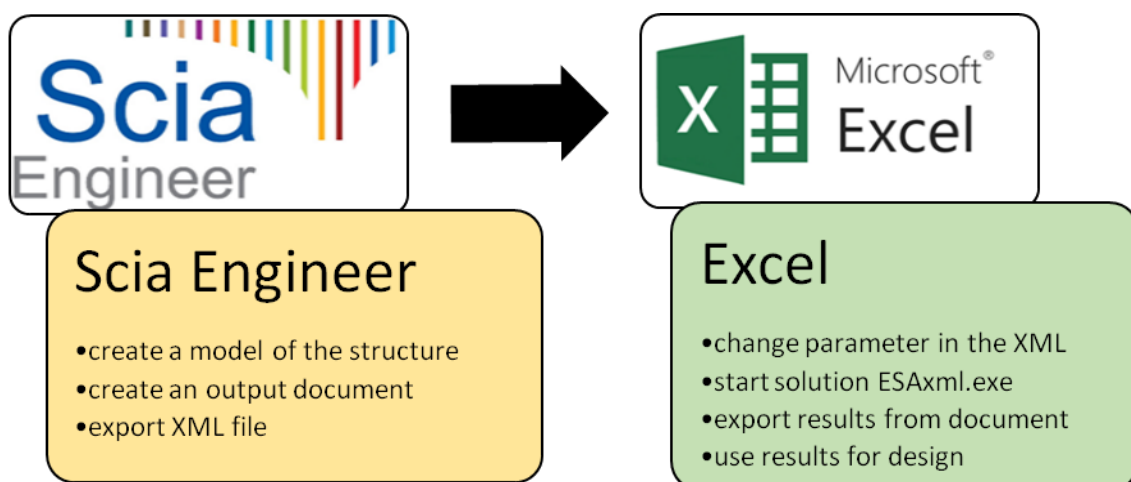 Scia
Engineer
Microsoft®
X
Excel
Scia Engineer
•create a model of the structure
•create an output document
•export XML file
Excel
•change parameter in the XML
•start solution ESAxml.exe
•export results from document
•use results for design